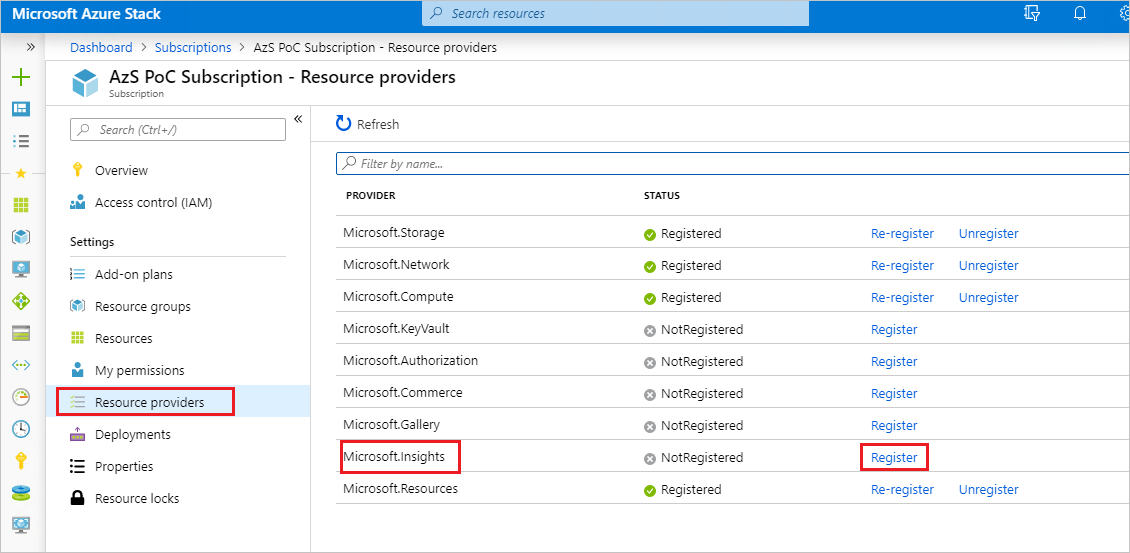 Microsoft Azure Stack
Search resources
»
Dashboard > Subscriptions > AzS PoC Subscription - Resource providers
AzS PoC Subscription - Resource providers
Subscription
Search (Ctrl+/)
«
Overview
Access control (IAM)
Settings
Add-on plans
Resource groups
Resources
My permissions
Resource providers
Deployments
Properties
Resource locks
Refresh
Filter by name...
PROVIDER STATUS
Microsoft.Storage Registered Re-register Unregister
Microsoft.Network Registered Re-register Unregister
Microsoft.Compute Registered Re-register Unregister
Microsoft.KeyVault NotRegistered Register
Microsoft.Authorization NotRegistered Register
Microsoft.Commerce NotRegistered Register
Microsoft.Gallery NotRegistered Register
Microsoft.Insights NotRegistered Register
Microsoft.Resources Registered Re-register Unregister